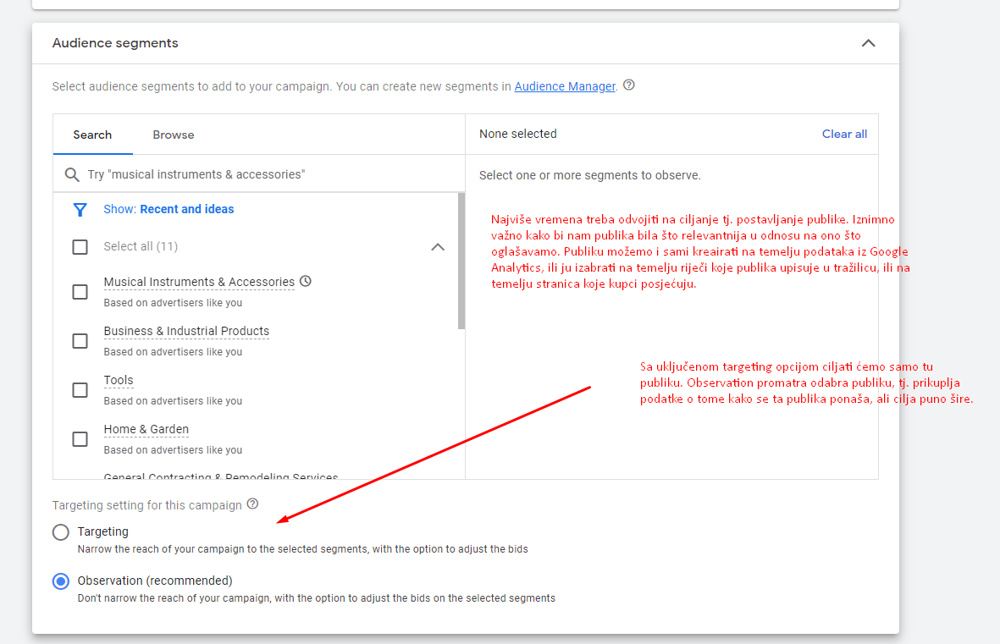 Audience segments
Select audience segments to add to your campaign. You can create new segments in Audience Manager.
Search Browse
Try "musical instruments & accessories"
Show: Recent and ideas
Select all (11)
Musical Instruments & Accessories
Based on advertisers like you
Business & Industrial Products
Based on advertisers like you
Tools
Based on advertisers like you
Home & Garden
Based on advertisers like you
General Contracting & Remodeling Services
None selected Clear all
Select one or more segments to observe.
Najviše vremena treba odvojiti na ciljanje tj. postavljanje publike. Iznimno
važno kako bi nam publika bila što relevantnija u odnosu na ono što
oglašavamo. Publiku možemo i sami kreairati na temelju podataka iz Google
Analytics, ili ju izabrati na temelju riječi koje publika upisuje u tražilicu, ili na
temelju stranica koje kupci posjećuju.
Sa uključenom targeting opcijom ciljati ćemo samo tu
publiku. Observation promatra odabra publiku, tj. prikuplja
podatke o tome kako se ta publika ponaša, ali cilja puno šire.
Targeting setting for this campaign
Targeting
Narrow the reach of your campaign to the selected segments, with the option to adjust the bids
Observation (recommended)
Don't narrow the reach of your campaign, with the option to adjust the bids on the selected segments